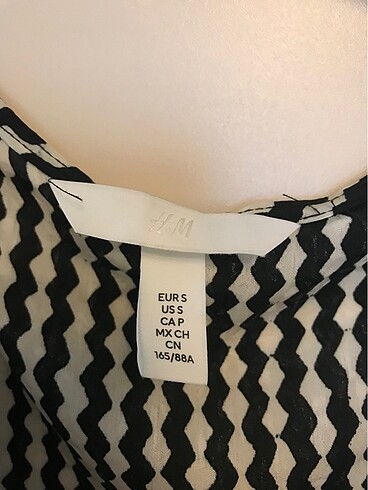 H&M
EUR S
US S
CA P
MX CH
CN
165/88A